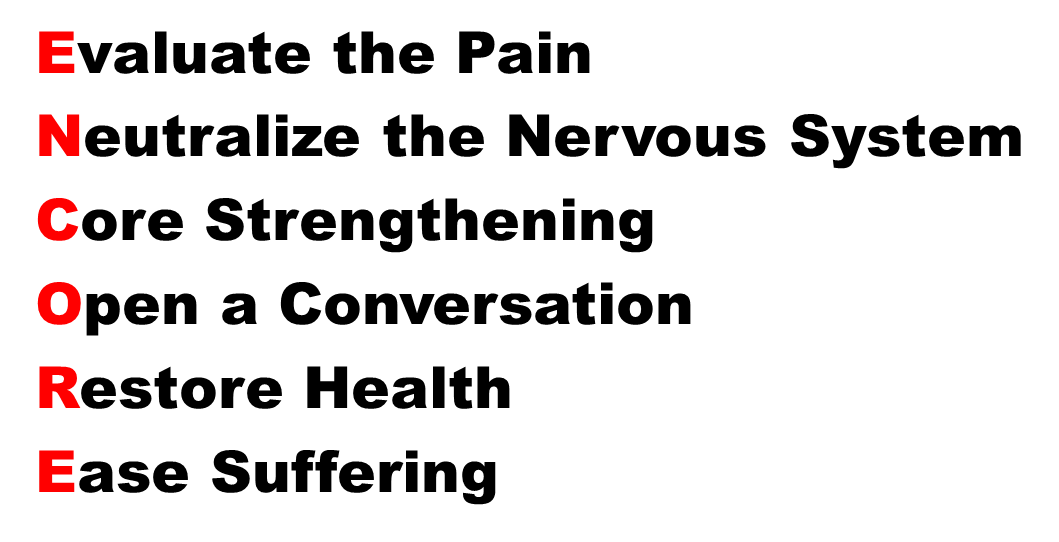 Evaluate the Pain
Neutralize the Nervous System
Core Strengthening
Open a Conversation
Restore Health
Ease Suffering